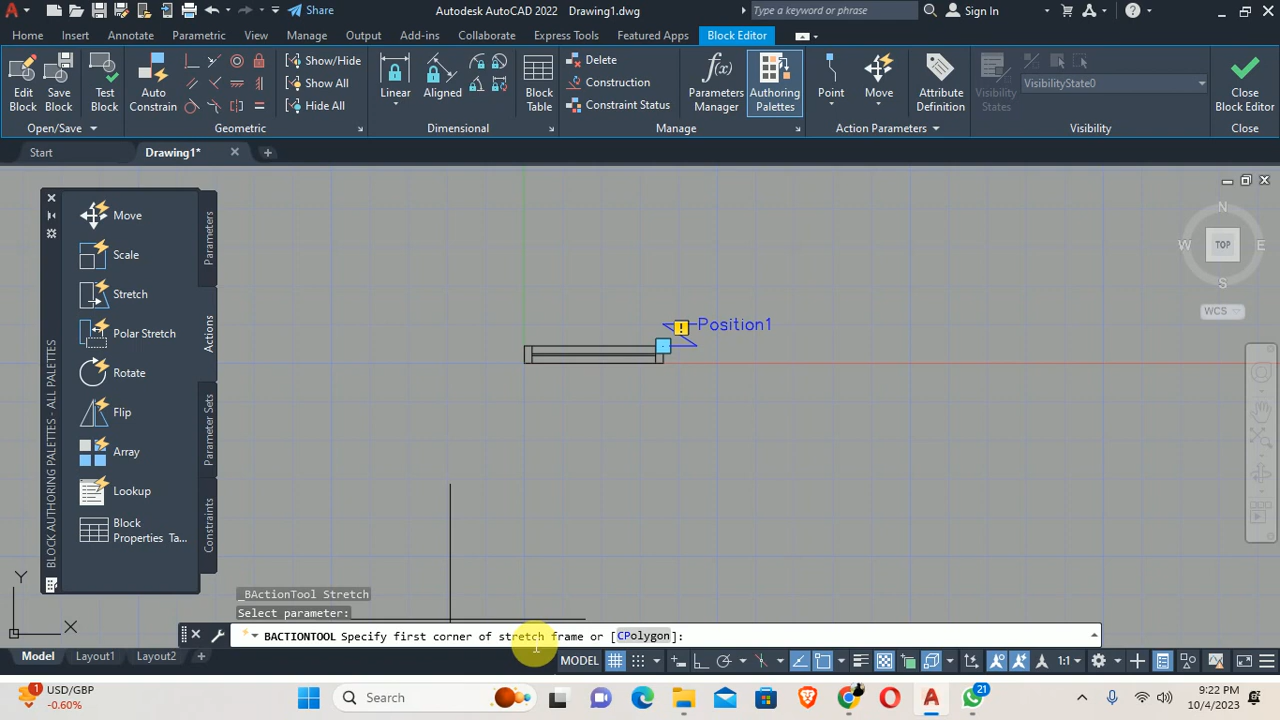 Share
Autodesk AutoCAD 2022 Drawing1.dwg
Type a keyword or phrase
Sign In
Home
Insert
Annotate
Parametric
View
Manage
Output
Add-ins
Collaborate
Express Tools
Featured Apps
Block Editor
Edit
Block
Save
Block
Test
Block
Auto
Constrain
Show/Hide
Show All
Hide All
Linear
Aligned
Block
Table
Delete
Construction
Constraint Status
Parameters
Manager
Authoring
Palettes
Point
Move
Attribute
Definition
Visibility
States
VisibilityState0
Close
Block Editor
Open/Save
Geometric
Dimensional
Manage
Action Parameters
Visibility
Close
Start
Drawing1*
Move
Scale
Stretch
Polar Stretch
Rotate
Flip
Array
Lookup
Block
Properties Ta...
Parameters
Actions
Parameter Sets
Constraints
BLOCK AUTHORING PALETTES - ALL PALETTES
Position1
N
W
TOP
E
S
WCS
Y
X
_BActionTool Stretch
Select parameter:
BACTIONTOOL Specify first corner of stretch frame or [CPolygon]:
Model
Layout1
Layout2
MODEL
1:1
1
USD/GBP
-0.60%
Search
21
9:22 PM
10/4/2023